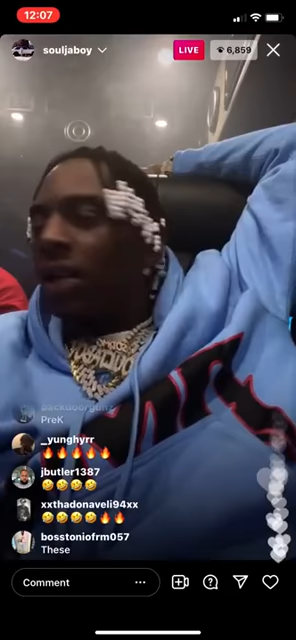 12:07
souljaboy
LIVE
6,859
PreK
_yunghyrr
🔥🔥🔥🔥🔥
jbutler1387
🤣🤣🤣🤣
xxthadonaveli94xx
🤣🤣🤣🤣🔥🔥
bosstoniofrm057
These
Comment